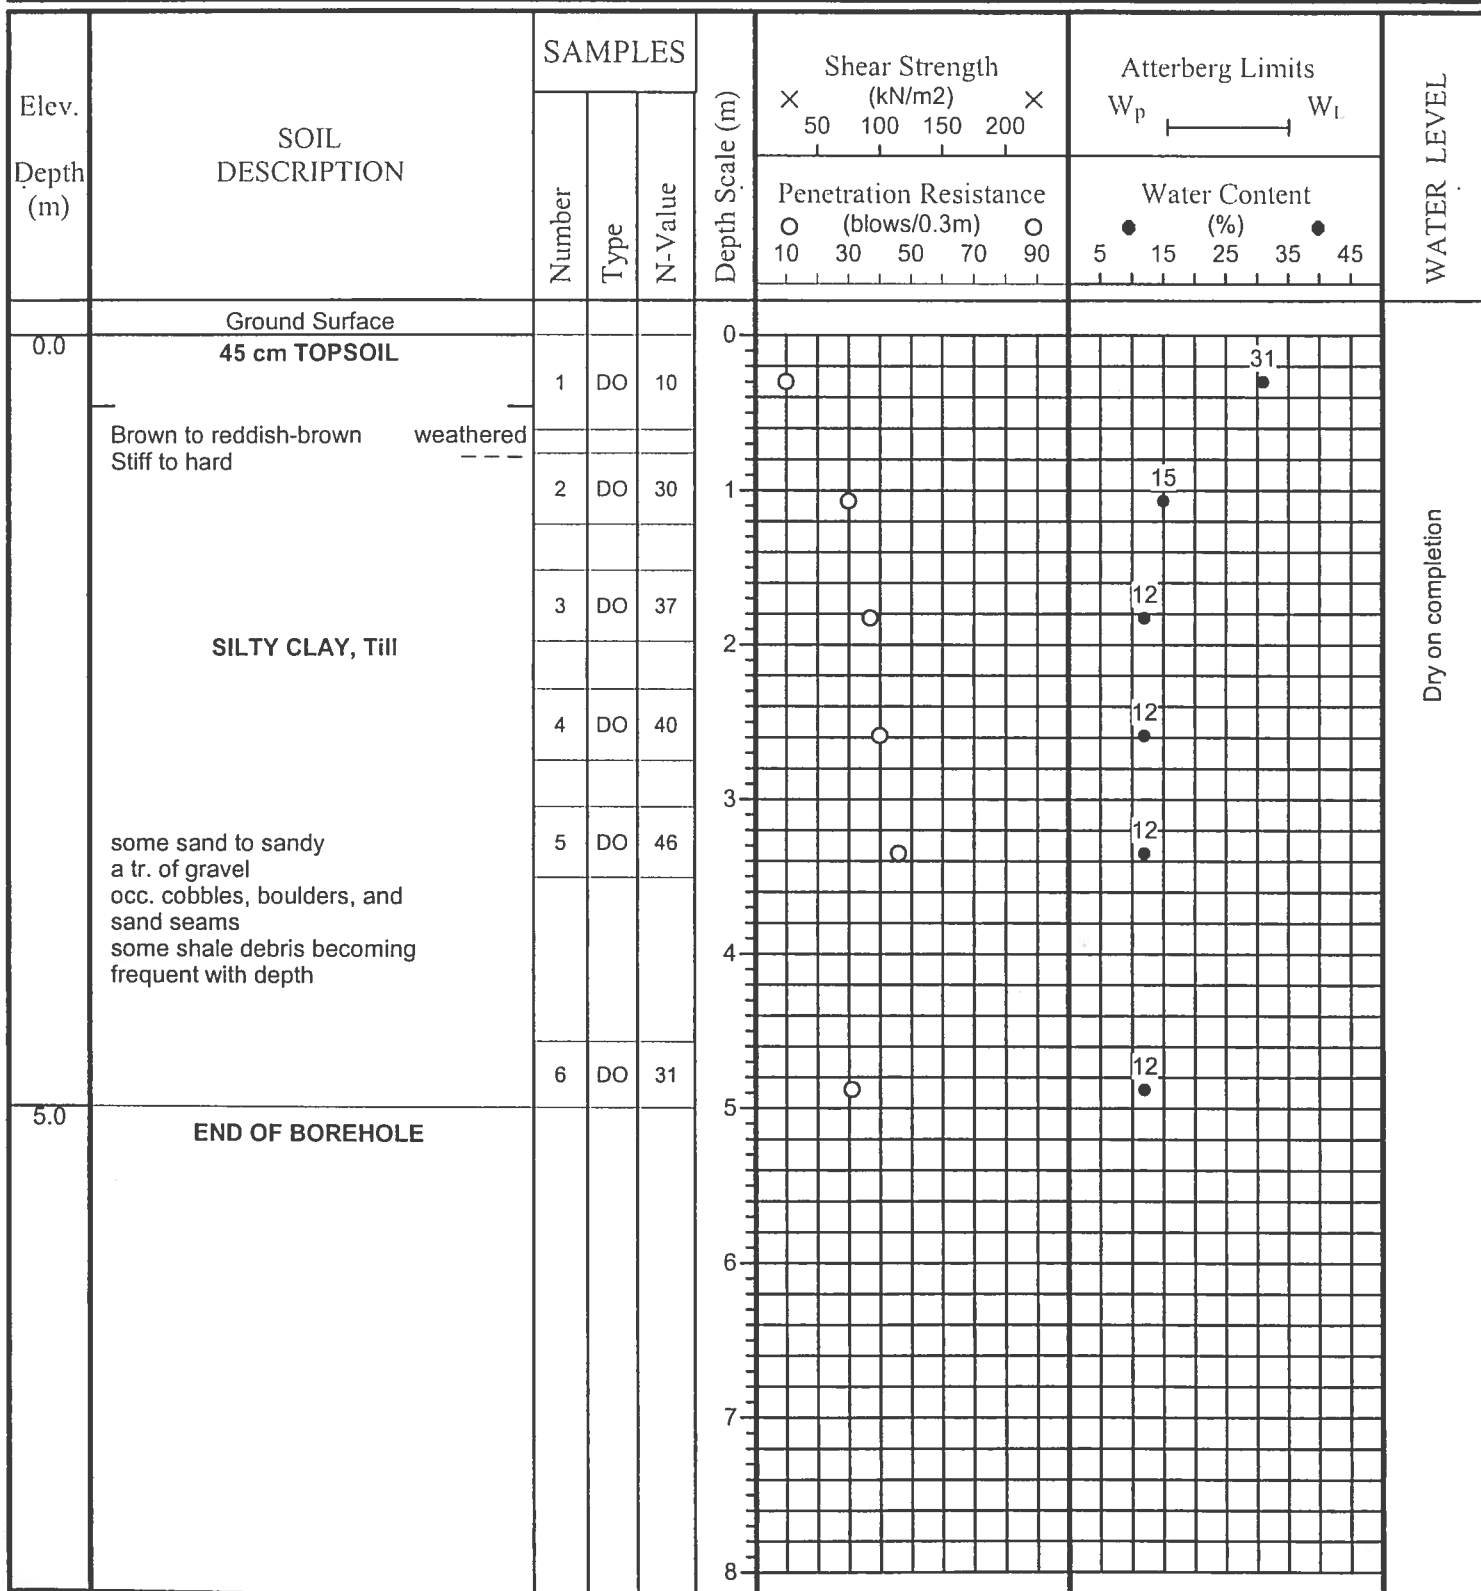 Elev.
Depth
(m)
SOIL
DESCRIPTION
SAMPLES
Number
Type
N-Value
Depth Scale (m)
Shear Strength
× (kN/m2) ×
50 100 150 200
Penetration Resistance
O (blows/0.3m) O
10 30 50 70 90
Atterberg Limits
Wp WL
Water Content
● (%) ●
5 15 25 35 45
WATER LEVEL
Ground Surface
0.0
45 cm TOPSOIL
1 DO 10
Brown to reddish-brown weathered
Stiff to hard
2 DO 30
3 DO 37
SILTY CLAY, Till
4 DO 40
some sand to sandy
5 DO 46
a tr. of gravel
occ. cobbles, boulders, and
sand seams
some shale debris becoming
frequent with depth
6 DO 31
5.0
END OF BOREHOLE
0
1
2
3
4
5
6
7
8
31
15
12
12
12
12
Dry on completion